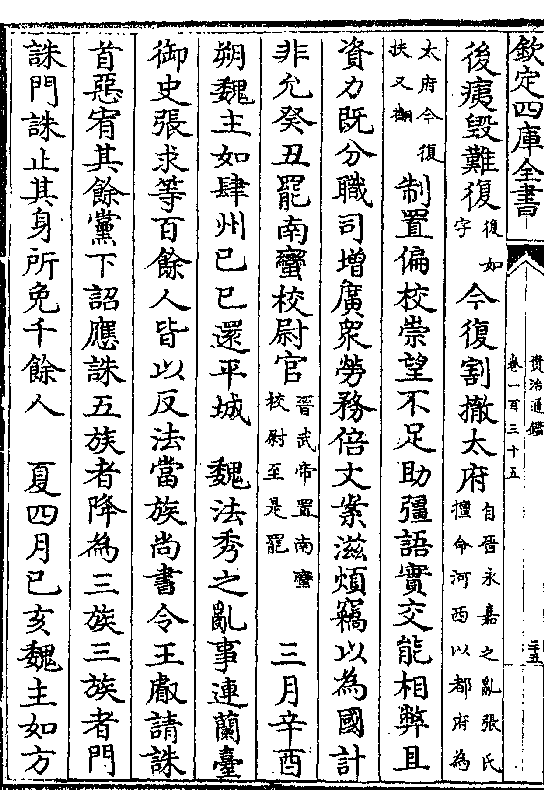 欽定四庫全書
資治通鑑
卷一百三十五
二十五
後痍毁難復復如字今復割撤太府自晉永嘉之亂張氏擅命河西以都府為
太府今復扶又翻制置偏校崇望不足助彊語實交能相弊且
資力既分職司增廣衆勞務倍文案滋煩竊以為國計
非允癸丑罷南蠻校尉官晉武帝置南蠻校尉至是罷 三月辛酉
朔魏主如肆州己巳還平城 魏法秀之亂事連蘭臺
御史張求等百餘人皆以反法當族尚書令王叡請誅
首惡宥其餘黨下詔應誅五族者降為三族三族者門
誅門誅止其身所免千餘人 夏四月己亥魏主如方